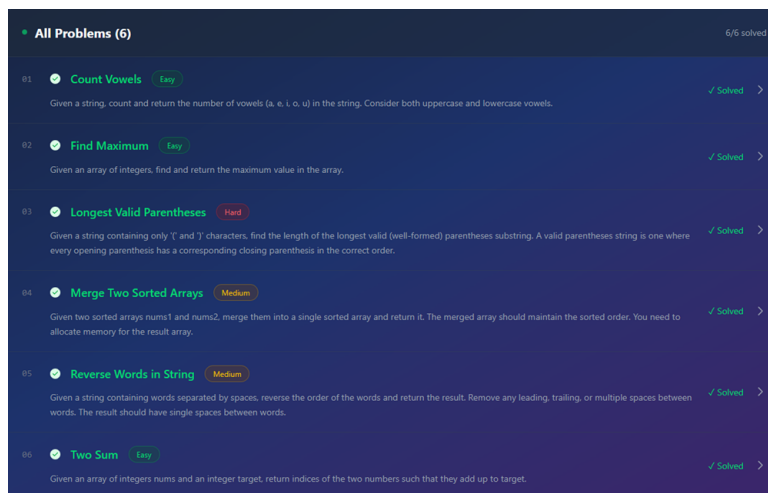 All Problems (6)
6/6 solved
01 Count Vowels Easy
Given a string, count and return the number of vowels (a, e, i, o, u) in the string. Consider both uppercase and lowercase vowels.
✓ Solved
02 Find Maximum Easy
Given an array of integers, find and return the maximum value in the array.
✓ Solved
03 Longest Valid Parentheses Hard
Given a string containing only '(' and ')' characters, find the length of the longest valid (well-formed) parentheses substring. A valid parentheses string is one where
every opening parenthesis has a corresponding closing parenthesis in the correct order.
✓ Solved
04 Merge Two Sorted Arrays Medium
Given two sorted arrays nums1 and nums2, merge them into a single sorted array and return it. The merged array should maintain the sorted order. You need to
allocate memory for the result array.
✓ Solved
05 Reverse Words in String Medium
Given a string containing words separated by spaces, reverse the order of the words and return the result. Remove any leading, trailing, or multiple spaces between
words. The result should have single spaces between words.
✓ Solved
06 Two Sum Easy
Given an array of integers nums and an integer target, return indices of the two numbers such that they add up to target.
✓ Solved